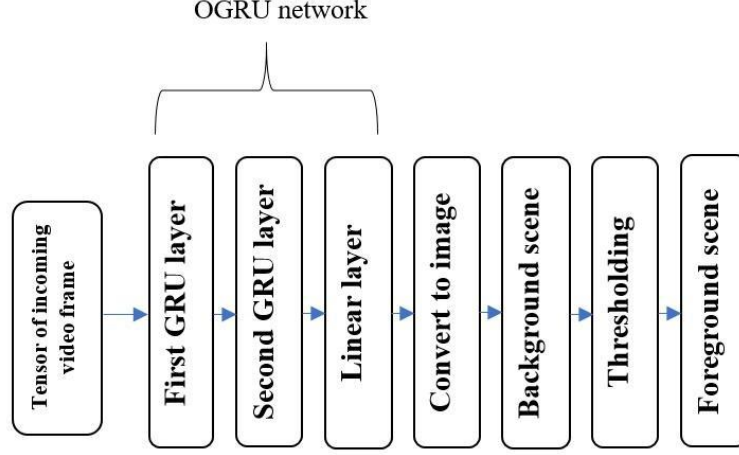 OGRU network
Tensor of incoming
video frame
First GRU layer
Second GRU layer
Linear layer
Convert to image
Background scene
Thresholding
Foreground scene